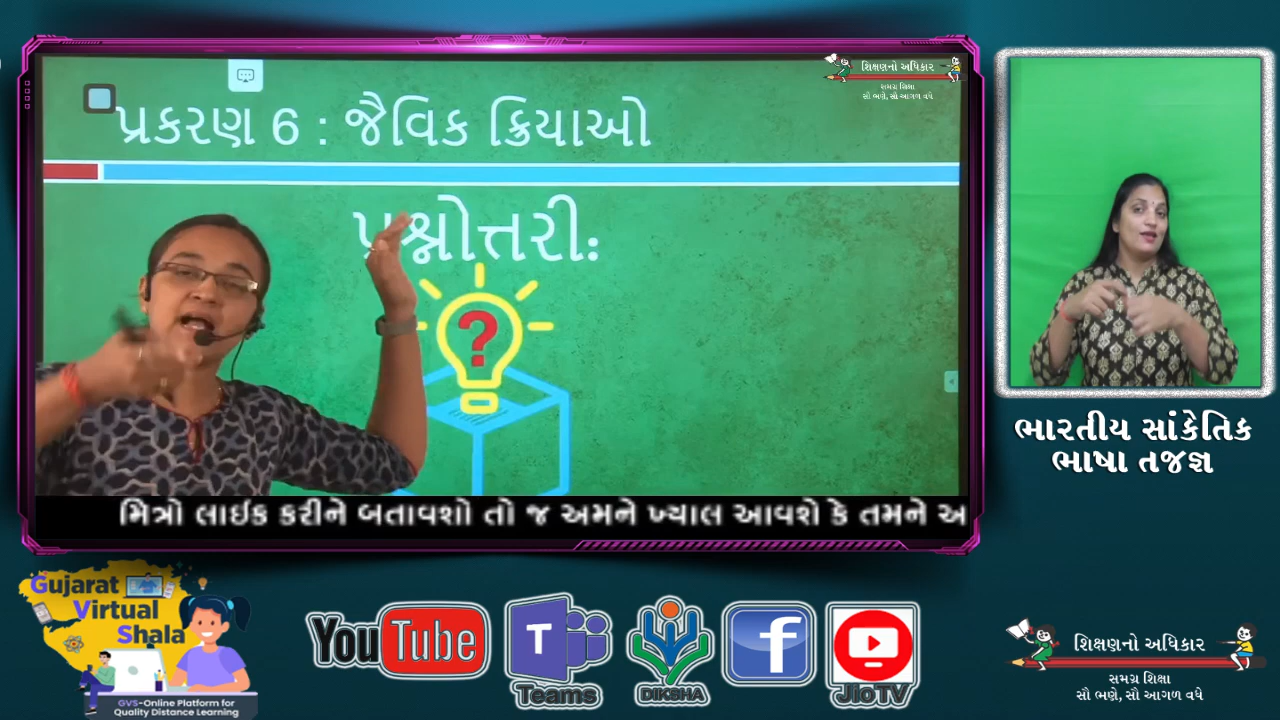 પ્રકરણ 6 : જૈવિક ક્રિયાઓ
શિક્ષણનો અધિકાર
સમગ્ર શિક્ષા
સૌ ભણે, સૌ આગળ વધે
પ્રશ્નોત્તરી:
?
મિત્રો લાઈક કરીને બતાવશો તો જ અમને ખ્યાલ આવશે કે તમને અ
ભારતીય સાંકેતિક
ભાષા તજજ્ઞ
Gujarat
Virtual
Shala
GVS-Online Platform for
Quality Distance Learning
YouTube
T
Teams
DIKSHA
f
JioTV
શિક્ષણનો અધિકાર
સમગ્ર શિક્ષા
સૌ ભણે, સૌ આગળ વધે